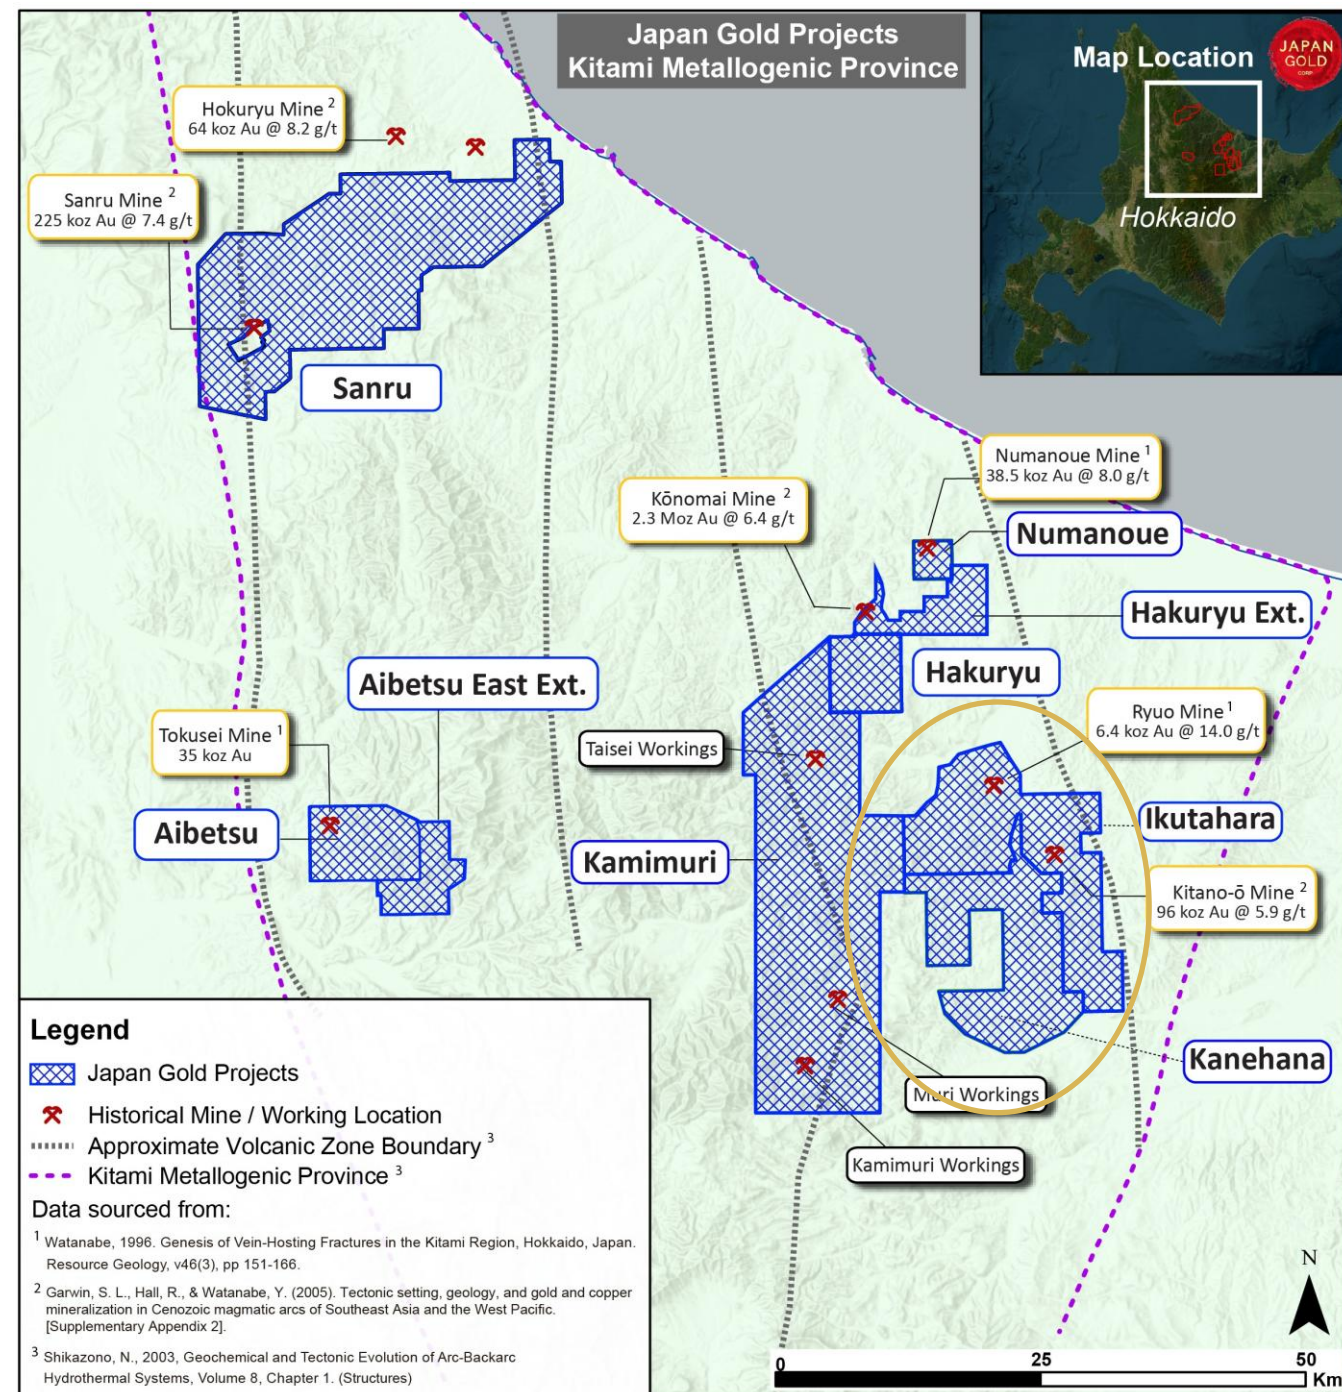 Japan Gold Projects
Kitami Metallogenic Province
Map Location
JAPAN
GOLD
CORP.
Hokkaido
Hokuryu Mine ²
64 koz Au @ 8.2 g/t
Sanru Mine ²
225 koz Au @ 7.4 g/t
Sanru
Numanoue Mine ¹
38.5 koz Au @ 8.0 g/t
Kōnomai Mine ²
2.3 Moz Au @ 6.4 g/t
Numanoue
Hakuryu Ext.
Hakuryu
Aibetsu East Ext.
Ryuo Mine ¹
6.4 koz Au @ 14.0 g/t
Tokusei Mine ¹
35 koz Au
Taisei Workings
Aibetsu
Ikutahara
Kamimuri
Kitano-ō Mine ²
96 koz Au @ 5.9 g/t
Kanehana
Muri Workings
Kamimuri Workings
Legend
Japan Gold Projects
Historical Mine / Working Location
Approximate Volcanic Zone Boundary ³
Kitami Metallogenic Province ³
Data sourced from:
¹ Watanabe, 1996. Genesis of Vein-Hosting Fractures in the Kitami Region, Hokkaido, Japan.
Resource Geology, v46(3), pp 151-166.
² Garwin, S. L., Hall, R., & Watanabe, Y. (2005). Tectonic setting, geology, and gold and copper
mineralization in Cenozoic magmatic arcs of Southeast Asia and the West Pacific.
[Supplementary Appendix 2].
³ Shikazono, N., 2003, Geochemical and Tectonic Evolution of Arc-Backarc
Hydrothermal Systems, Volume 8, Chapter 1. (Structures)
N
0 25 50
Km